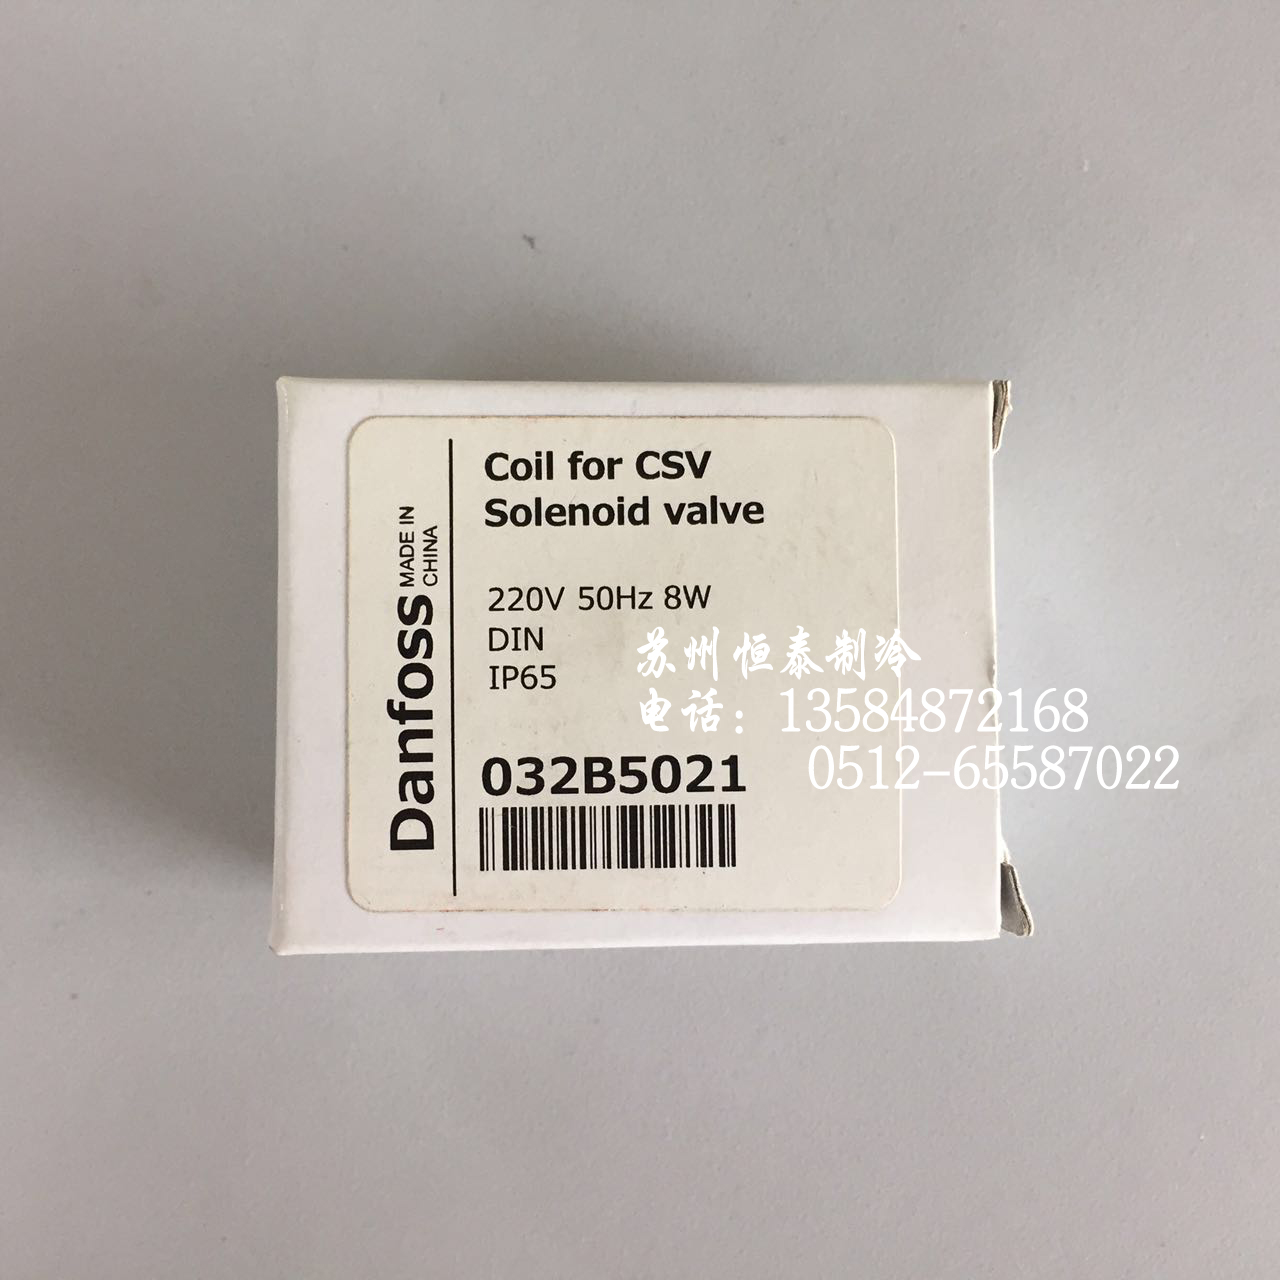 Coil for CSV
Solenoid valve
220V 50Hz 8W
DIN
IP65
032B5021
Danfoss
MADE IN
CHINA
苏州恒泰制冷
电话：13584872168
0512-65587022